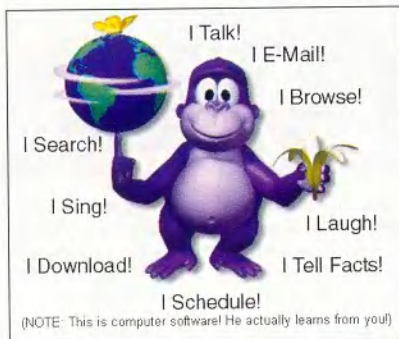 I Talk!
I E-Mail!
I Browse!
I Search!
I Sing!
I Laugh!
I Download!
I Tell Facts!
I Schedule!
(NOTE: This is computer software! He actually learns from you!)